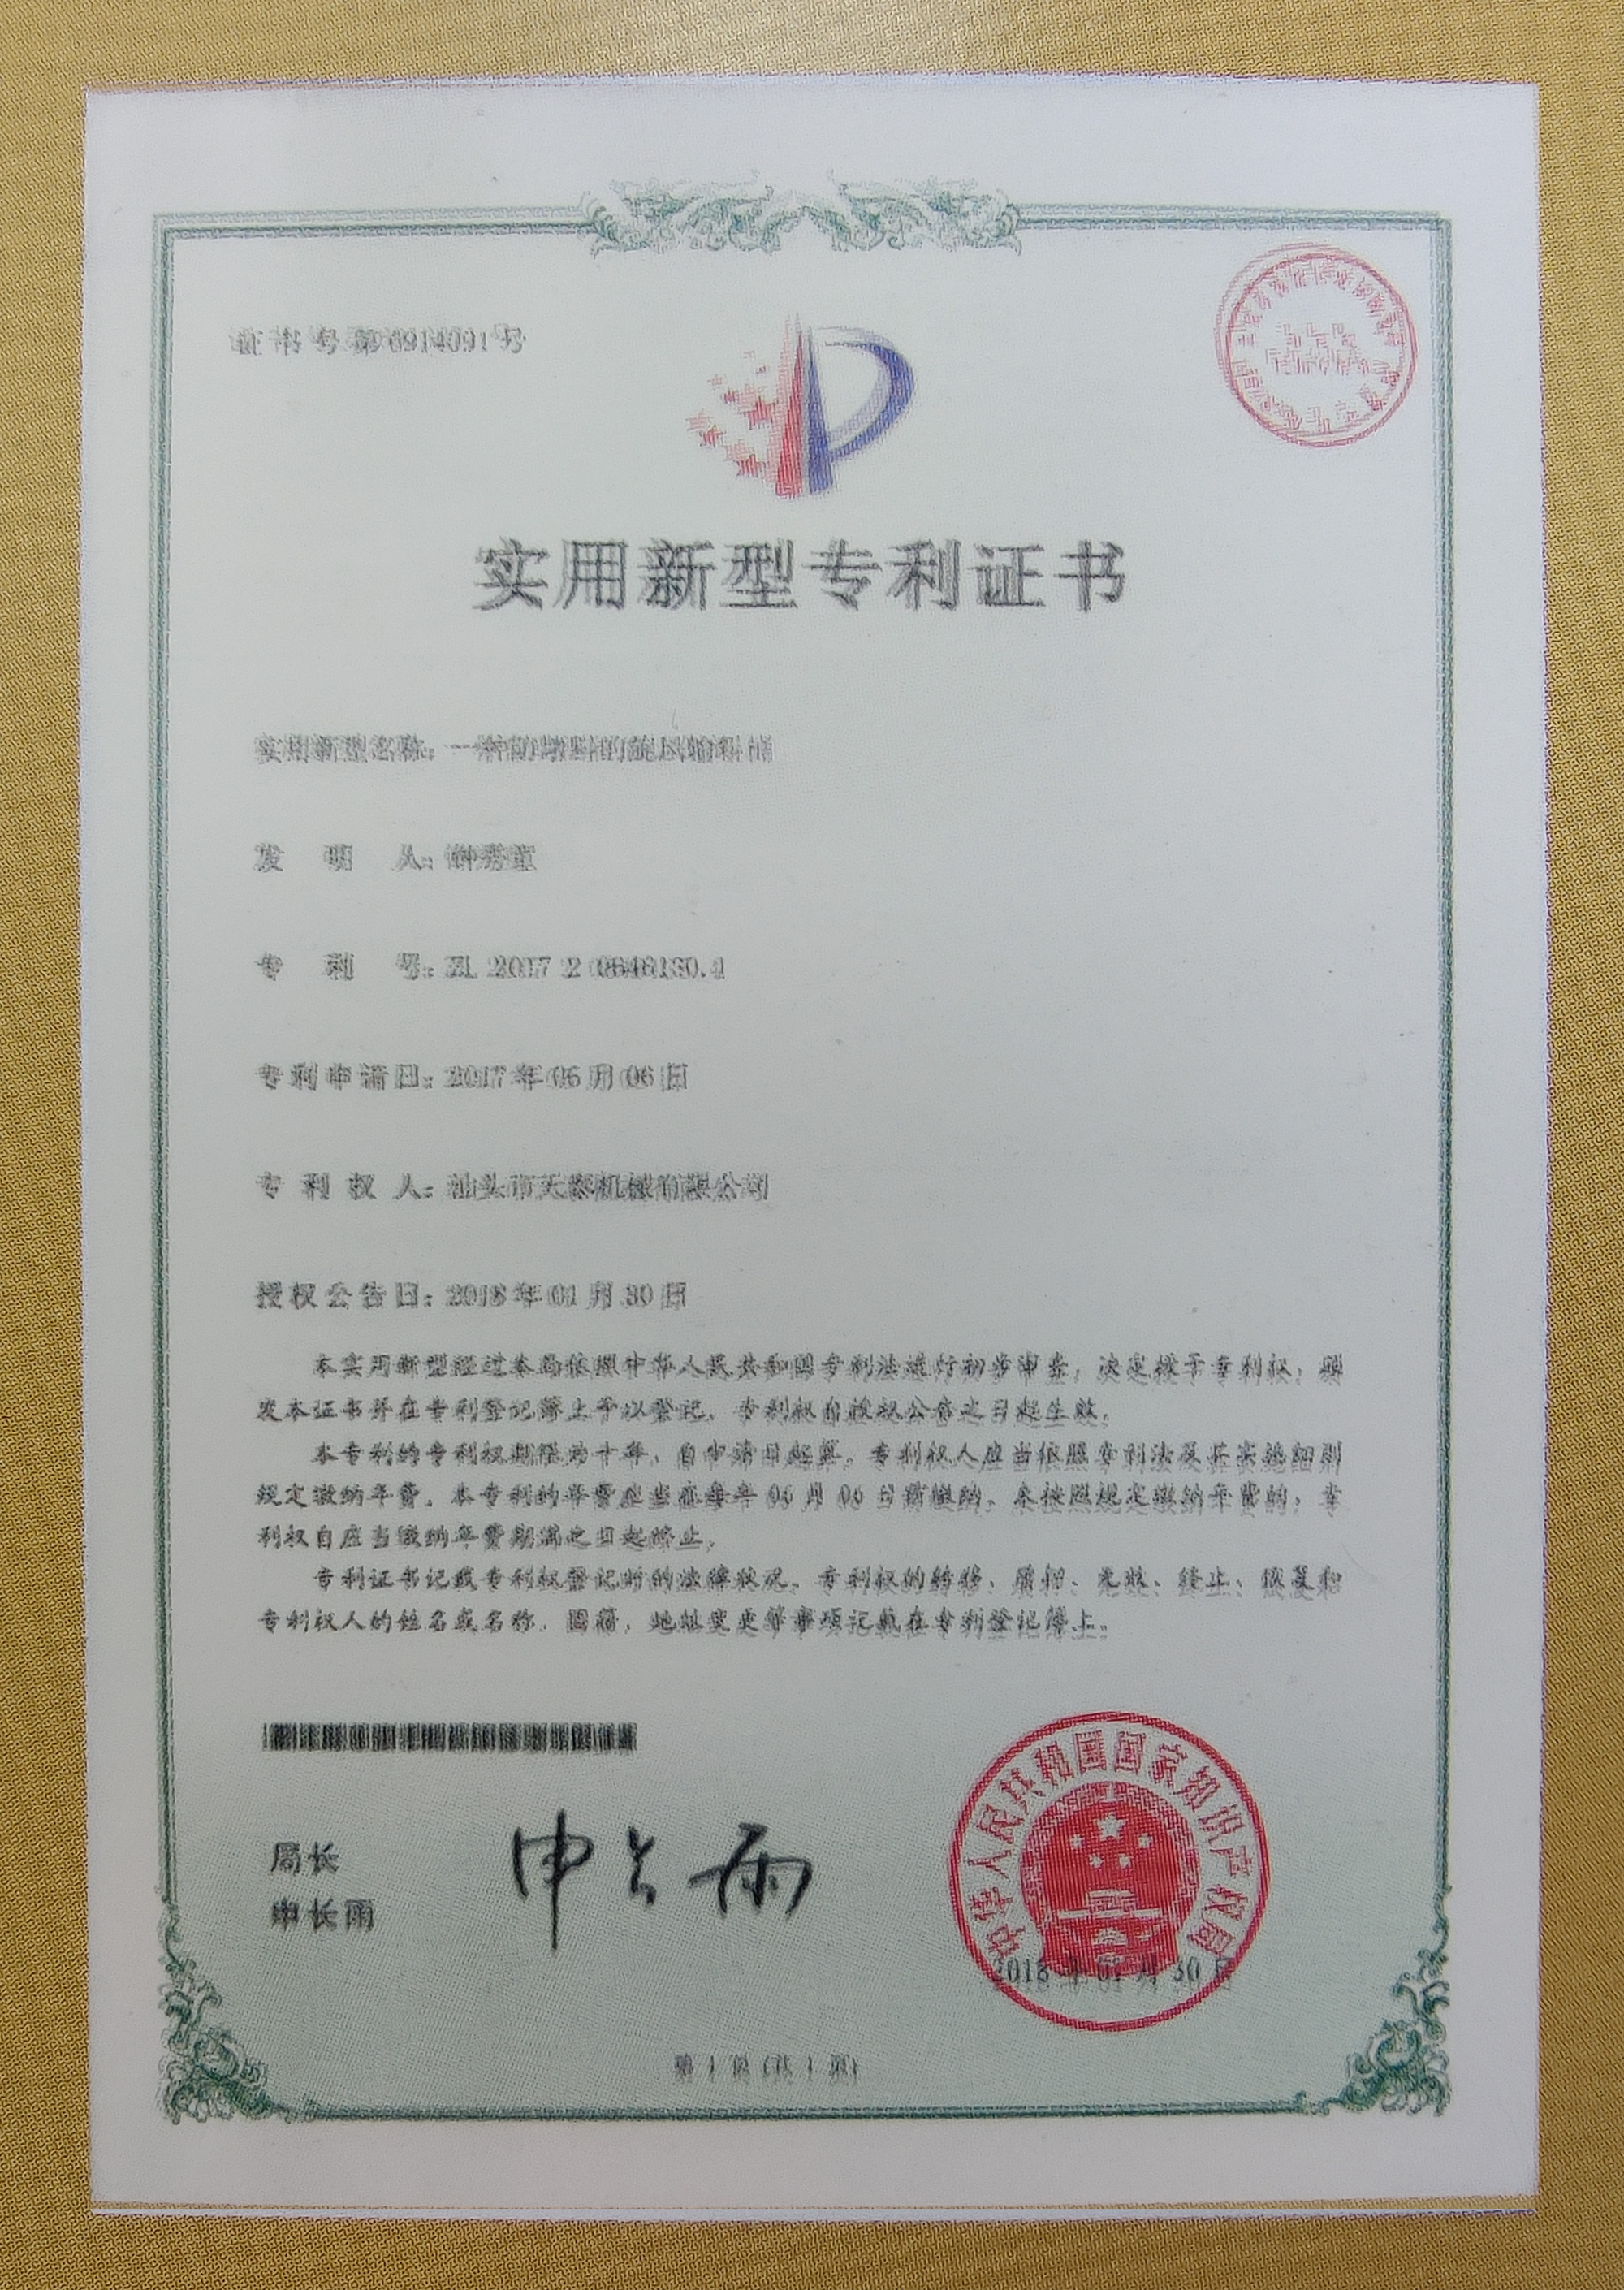 证书号第6914091号
实用新型专利证书
实用新型名称：一种防堵料的旋风输料桶
发明人：钟秀
专利号：ZL 2017 2
专利申请日：2017年05月06日
专利权人：汕头市天泰机械有限公司
授权公告日：2018年01月30日
本实用新型经过本局依照中华人民共和国专利法进行初步审查，决定授予专利权，颁
发本证书并在专利登记簿上予以登记。专利权自授权公告之日起生效。
本专利的专利权期限为十年，自申请日起算。专利权人应当依照专利法及其实施细则
规定缴纳年费。本专利的年费应当在每年05月06日前缴纳。未按照规定缴纳年费的，专
利权自应当缴纳年费期满之日起终止。
专利证书记载专利权登记时的法律状况。专利权的转移、质押、无效、终止、恢复和
专利权人的姓名或名称、国籍、地址变更等事项记载在专利登记簿上。
局长
申长雨
申长雨
中华人民共和国国家知识产权局
2018年01月30日
第1页(共1页)